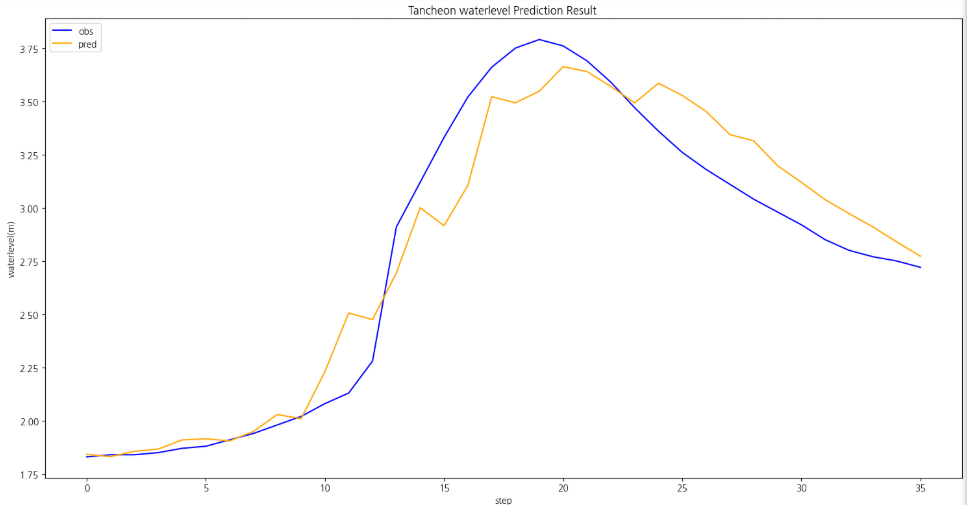 Tancheon waterlevel Prediction Result
obs
pred
3.75
3.50
3.25
3.00
2.75
2.50
2.25
2.00
1.75
waterlevel(m)
0 5 10 15 20 25 30 35
step